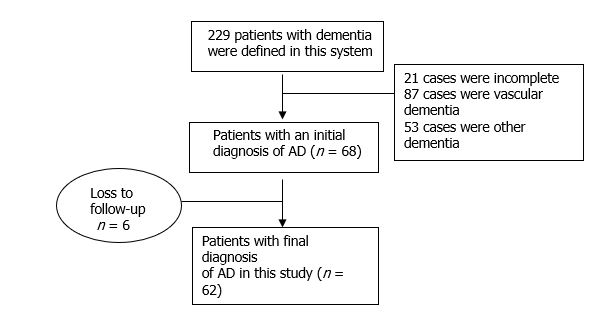 229 patients with dementia
were defined in this system
21 cases were incomplete
87 cases were vascular
dementia
53 cases were other
dementia
Patients with an initial
diagnosis of AD (n = 68)
Loss to
follow-up
n = 6
Patients with final
diagnosis
of AD in this study (n =
62)